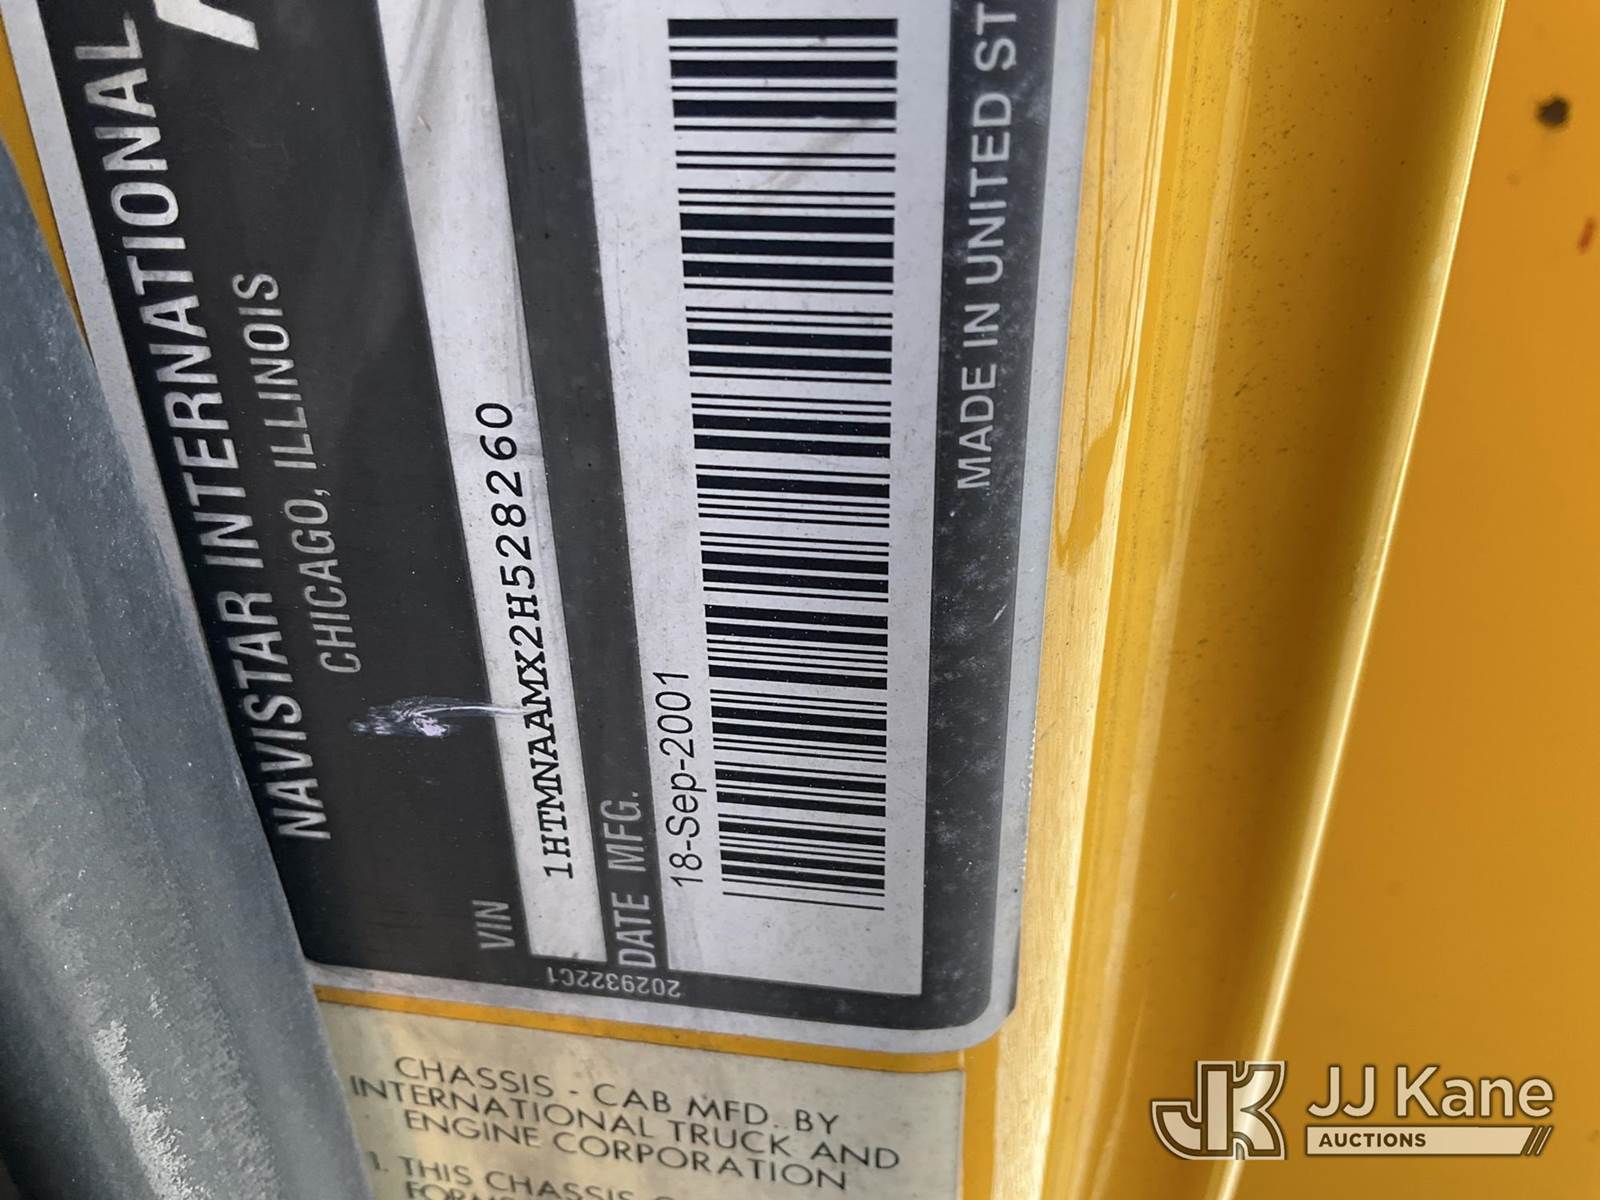 NAVISTAR INTERNATIONAL
CHICAGO, ILLINOIS
VIN
1HTMNAAMX2H528260
DATE MFG.
18-Sep-2001
MADE IN UNITED ST
2029322C1
CHASSIS - CAB MFD. BY
INTERNATIONAL TRUCK AND
ENGINE CORPORATION
1. THIS CHASSIS
JJ Kane
AUCTIONS